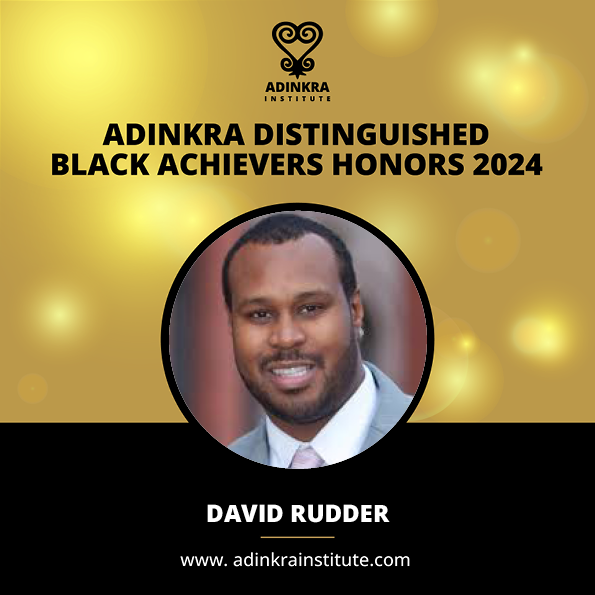 ADINKRA
INSTITUTE
ADINKRA DISTINGUISHED
BLACK ACHIEVERS HONORS 2024
DAVID RUDDER
www. adinkrainstitute.com